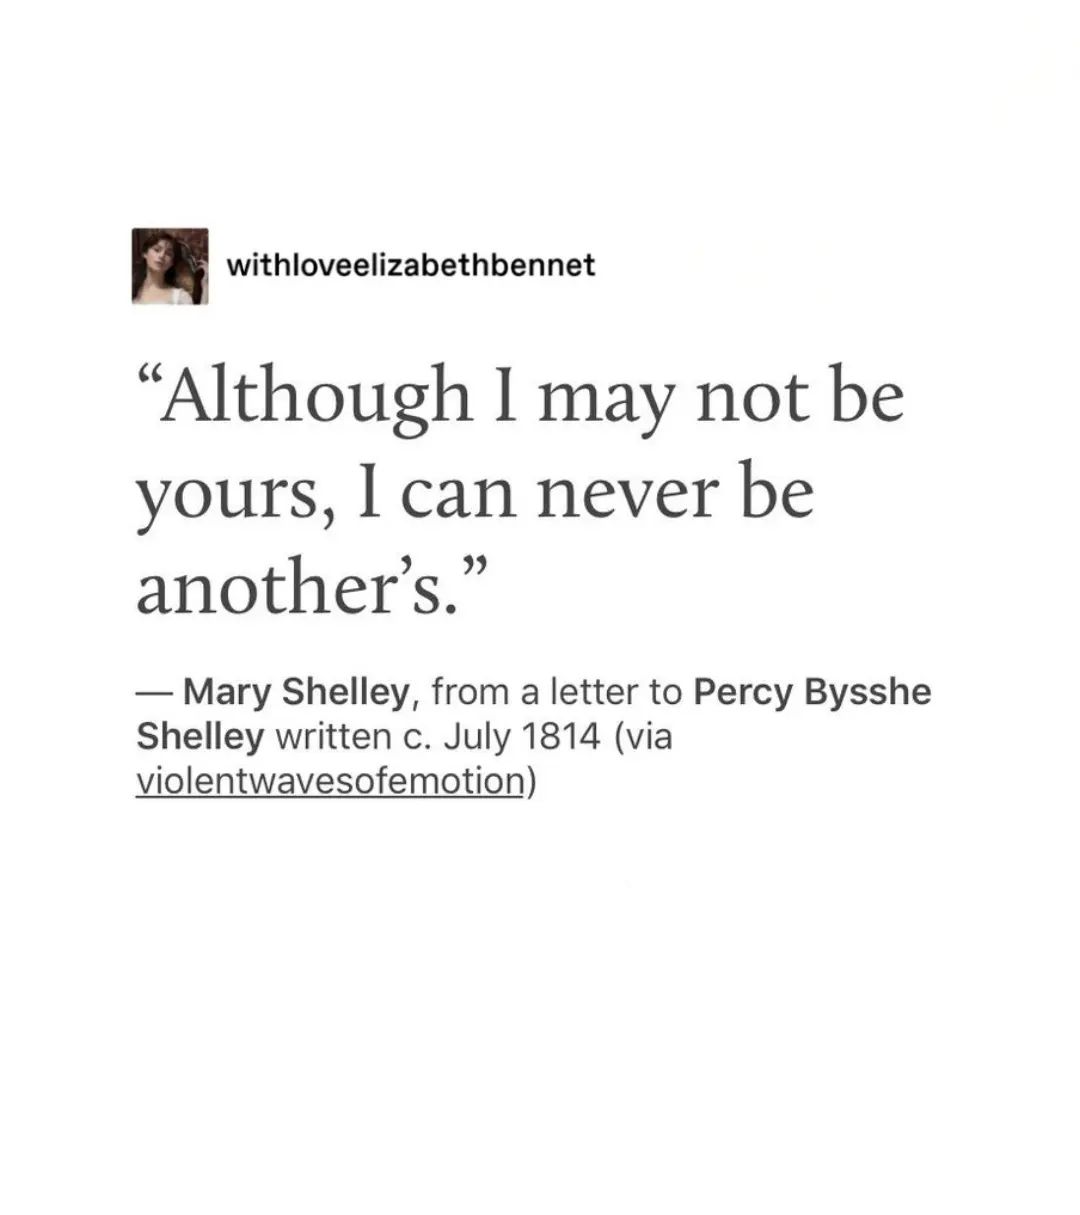 withloveelizabethbennet
“Although I may not be
yours, I can never be
another’s.”
— Mary Shelley, from a letter to Percy Bysshe
Shelley written c. July 1814 (via
violentwavesofemotion)